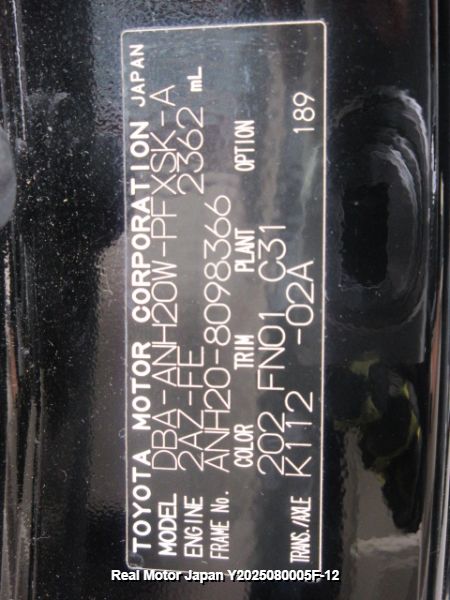 TOYOTA MOTOR CORPORATION JAPAN
MODEL DBA-ANH20W-PFXSK-A
ENGINE 2AZ-FE 2362 mL
FRAME No. ANH20-8098366
COLOR TRIM PLANT OPTION
202 FN01 C31
TRANS./AXLE K112 -02A 189
Real Motor Japan Y2025080005F-12